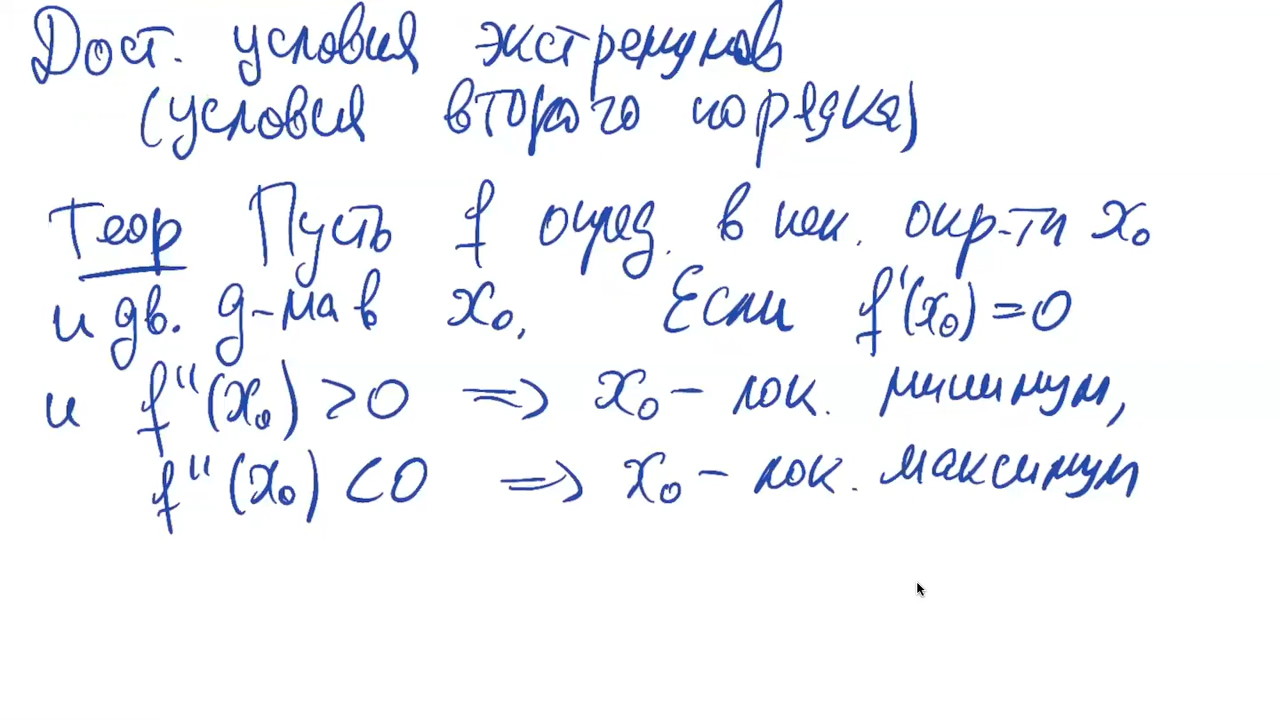 Дост. условия экстремумов
(условия второго порядка)
Теор Пусть f опред. в нек. окр-ти x₀
и дв. д-ма в x₀. Если f'(x₀) = 0
и f''(x₀) > 0 => x₀ - лок. минимум,
f''(x₀) < 0 => x₀ - лок. максимум